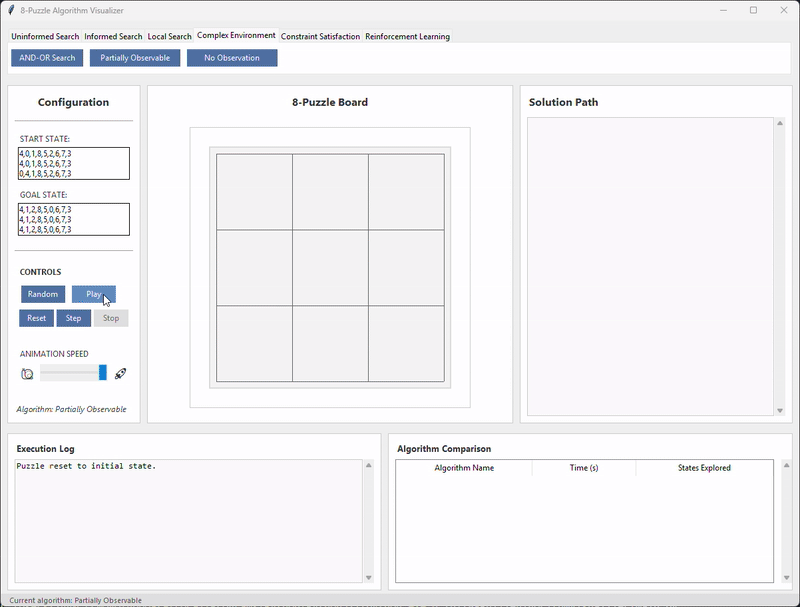 8-Puzzle Algorithm Visualizer
Uninformed Search Informed Search Local Search Complex Environment Constraint Satisfaction Reinforcement Learning
AND-OR Search Partially Observable No Observation
Configuration
START STATE:
4,0,1,8,5,2,6,7,3
4,0,1,8,5,2,6,7,3
0,4,1,8,5,2,6,7,3
GOAL STATE:
4,1,2,8,5,0,6,7,3
4,1,2,8,5,0,6,7,3
4,1,2,8,5,0,6,7,3
CONTROLS
Random Play
Reset Step Stop
ANIMATION SPEED
Algorithm: Partially Observable
8-Puzzle Board
Solution Path
Execution Log
Puzzle reset to initial state.
Algorithm Comparison
Algorithm Name Time (s) States Explored
Current algorithm: Partially Observable